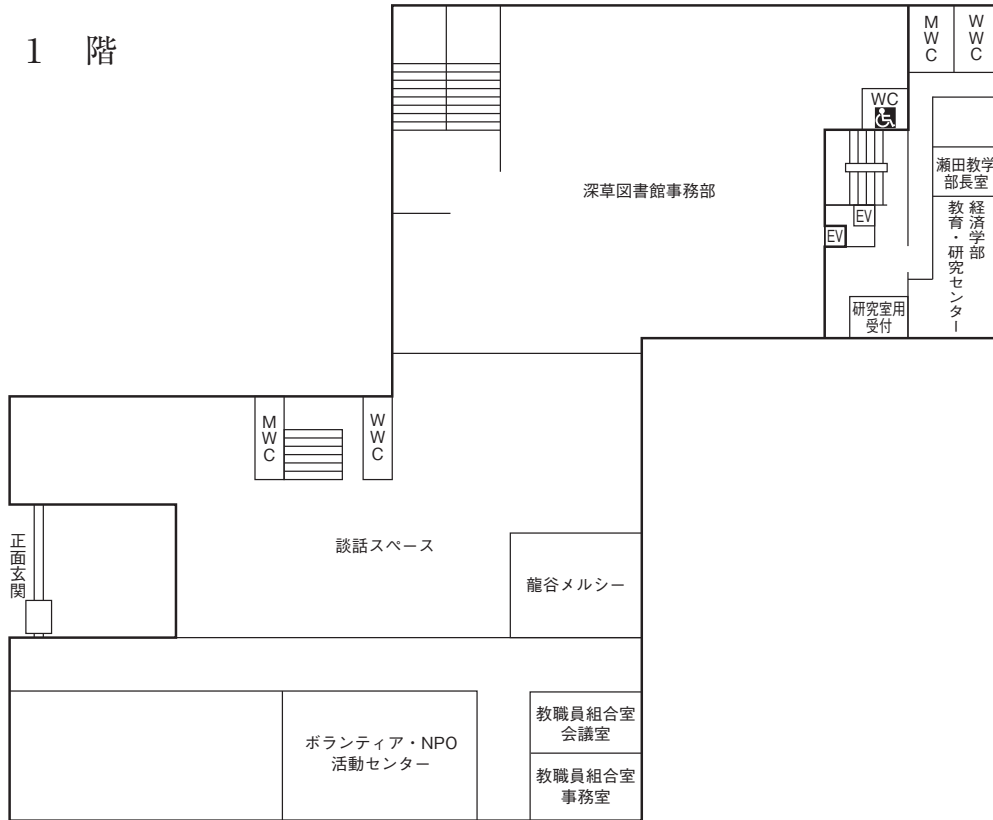 1 階
MWC
WWC
WC
瀬田教学
部長室
深草図書館事務部
経済学部
教育・研究センター
EV
EV
研究室用
受付
MWC
WWC
正面玄関
談話スペース
龍谷メルシー
教職員組合室
会議室
ボランティア・NPO
活動センター
教職員組合室
事務室